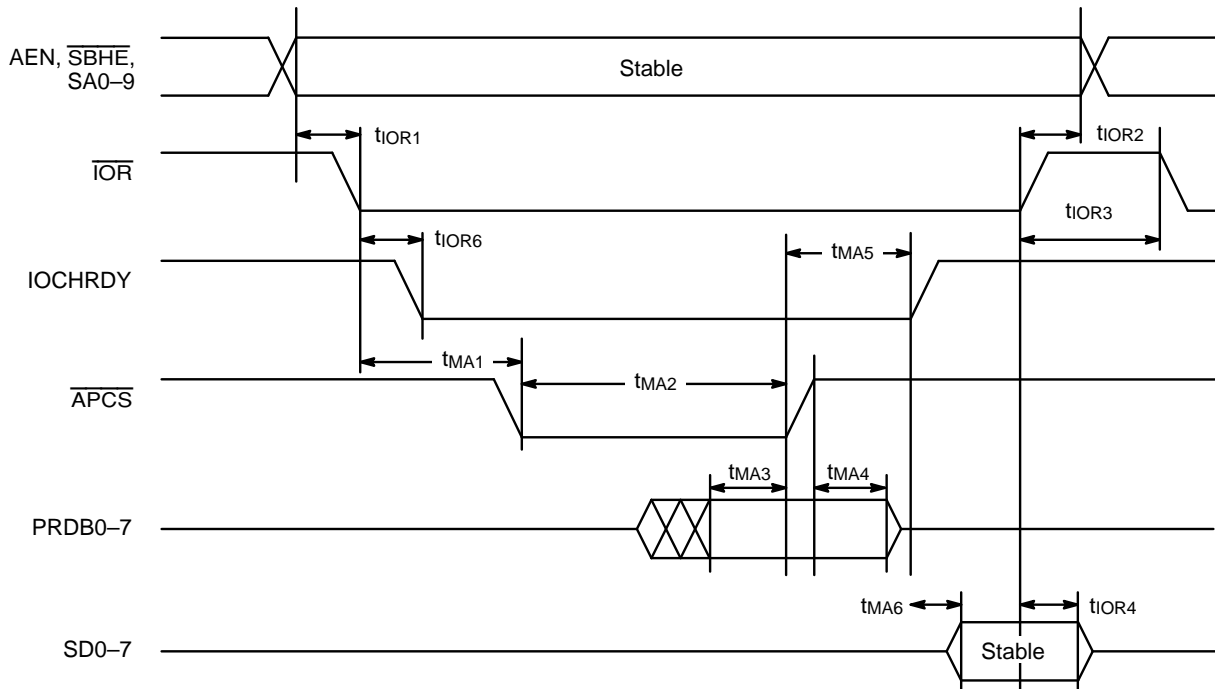 AEN, SBHE,
SA0–9
Stable
tIOR1
tIOR2
IOR
tIOR3
tIOR6
tMA5
IOCHRDY
tMA1
tMA2
APCS
tMA3
tMA4
PRDB0–7
tMA6
tIOR4
SD0–7
Stable